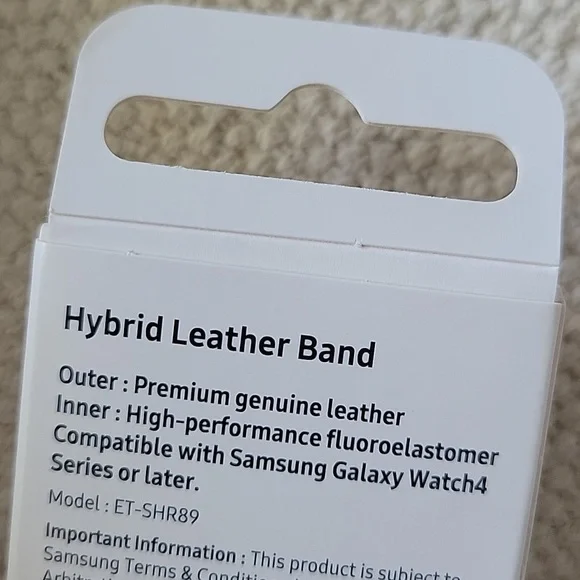 Hybrid Leather Band
Outer : Premium genuine leather
Inner : High-performance fluoroelastomer
Compatible with Samsung Galaxy Watch4
Series or later.
Model : ET-SHR89
Important Information : This product is subject to
Samsung Terms &